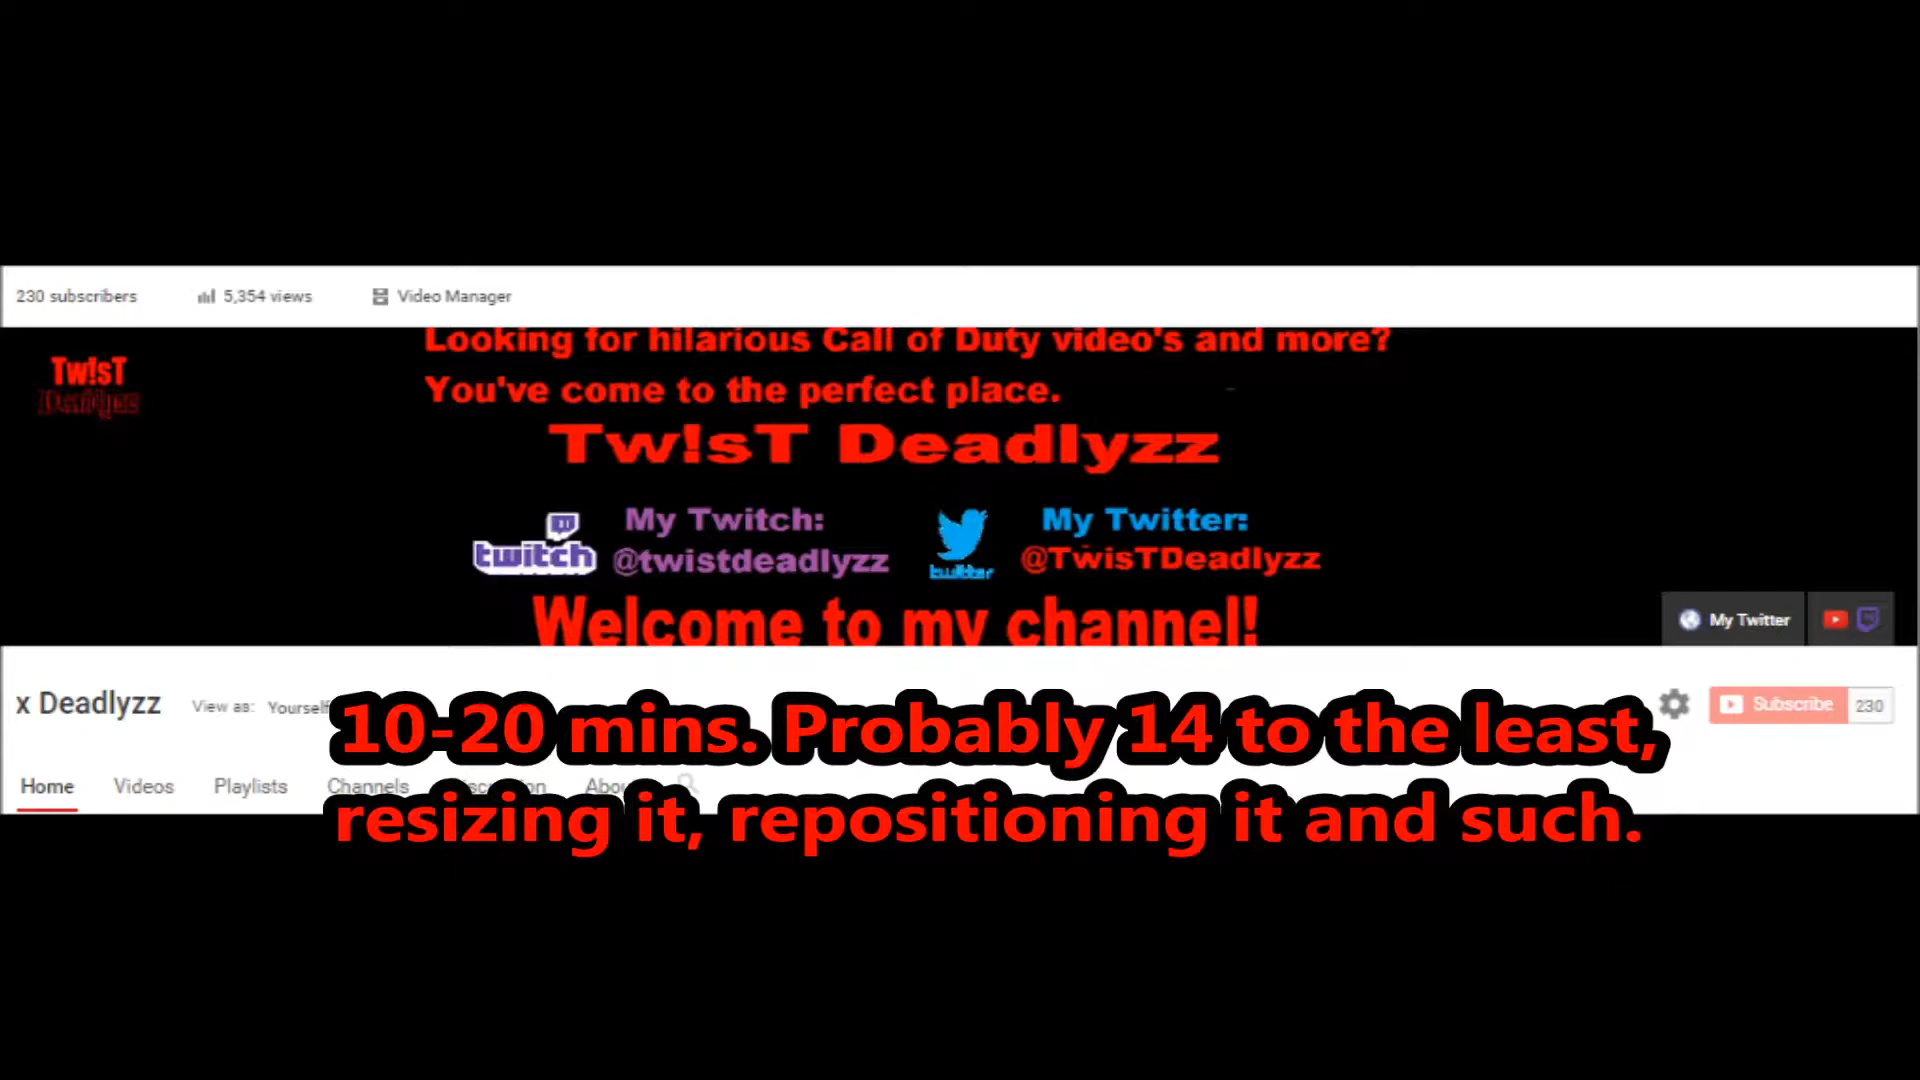 230 subscribers 5,354 views Video Manager
Looking for hilarious Call of Duty video's and more?
You've come to the perfect place.
Tw!sT
Deadlyzz
Tw!sT Deadlyzz
My Twitch: My Twitter:
twitch @twistdeadlyzz twitter @TwisTDeadlyzz
Welcome to my channel!
My Twitter
x Deadlyzz View as: Yourself Subscribe 230
10-20 mins. Probably 14 to the least,
Home Videos Playlists Channels
resizing it, repositioning it and such.